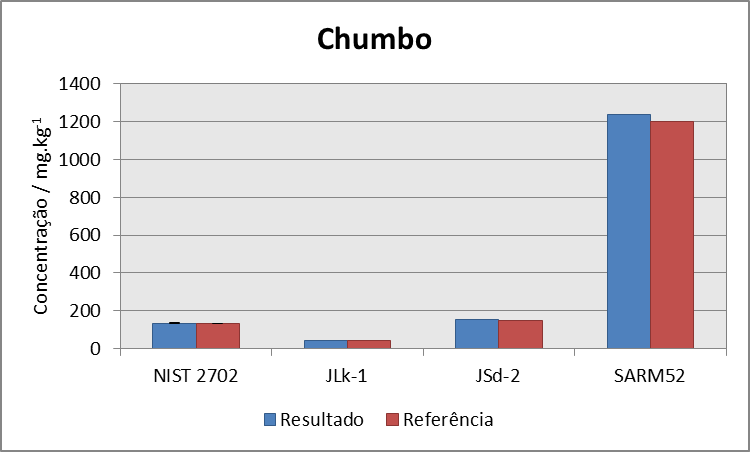 Chumbo
Concentração / mg.kg⁻¹
1400
1200
1000
800
600
400
200
0
NIST 2702 JLk-1 JSd-2 SARM52
Resultado Referência